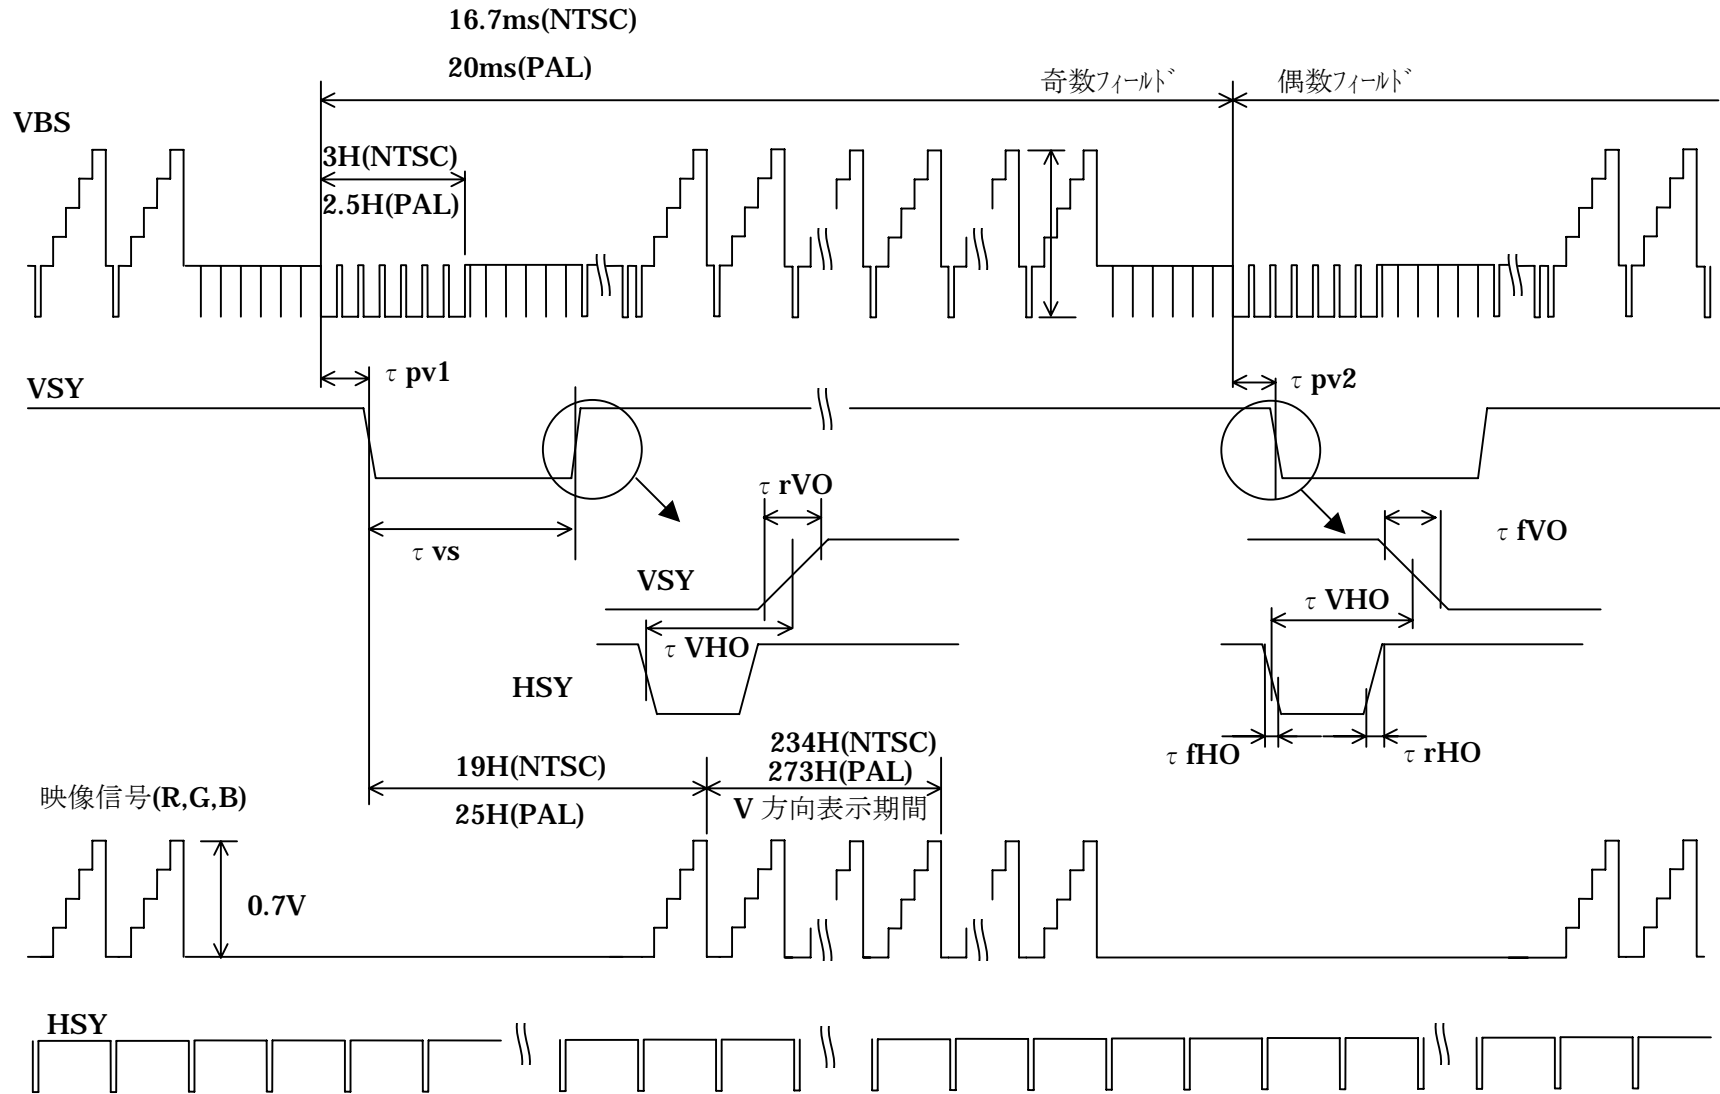 16.7ms(NTSC)
20ms(PAL)
奇数ﾌｨｰﾙﾄﾞ
偶数ﾌｨｰﾙﾄﾞ
VBS
3H(NTSC)
2.5H(PAL)
τ pv1
τ pv2
VSY
τ rVO
τ fVO
τ vs
VSY
τ VHO
τ VHO
HSY
τ fHO
τ rHO
19H(NTSC)
25H(PAL)
234H(NTSC)
273H(PAL)
V 方向表示期間
映像信号(R,G,B)
0.7V
HSY